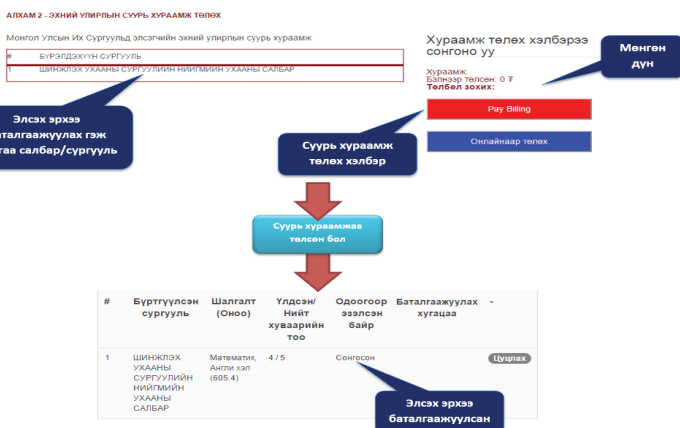 АЛХАМ 2 - ЭХНИЙ УЛИРЛЫН СУУРЬ ХУРААМЖ ТӨЛӨХ
Монгол Улсын Их Сургуульд элсэгчийн эхний улирлын суурь хураамж
# БҮРЭЛДЭХҮҮН СУРГУУЛЬ
1 ШИНЖЛЭХ УХААНЫ СУРГУУЛИЙН НИЙГМИЙН УХААНЫ САЛБАР
Элсэх эрхээ
баталгаажуулах гэж
салбар/сургууль
Хураамж төлөх хэлбэрээ
сонгоно уу
Хураамж:
Бэлнээр төлсөн: 0 ₮
Төлбөл зохих:
Pay Billing
Онлайнаар төлөх
Мөнгөн
дүн
Суурь хураамж
төлөх хэлбэр
Суурь хураамжаа
төлсөн бол
# Бүртгүүлсэн сургууль Шалгалт (Оноо) Үлдсэн/ Нийт хуваарийн тоо Одоогоор эзэлсэн байр Баталгаажуулах хугацаа -
1 ШИНЖЛЭХ УХААНЫ СУРГУУЛИЙН НИЙГМИЙН УХААНЫ САЛБАР Математик, Англи хэл (605.4) 4 / 5 Сонгосон Цуцлах
Элсэх эрхээ
баталгаажуулсан